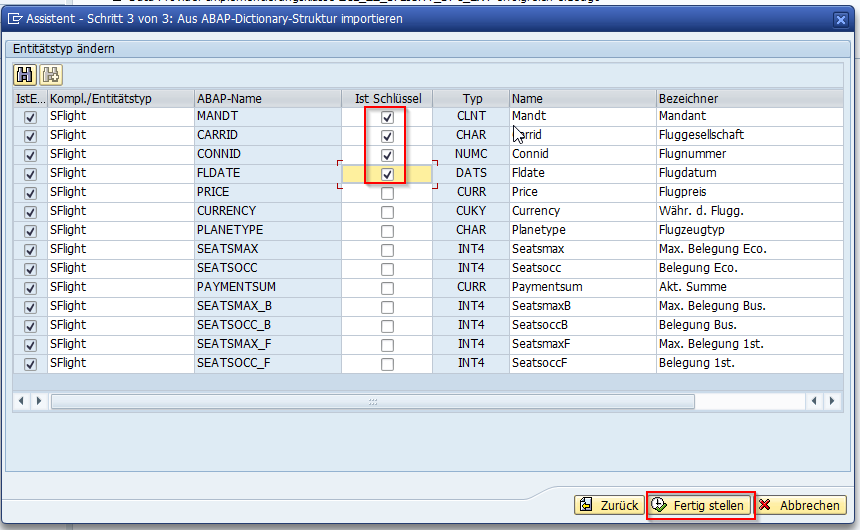 Assistent - Schritt 3 von 3: Aus ABAP-Dictionary-Struktur importieren
Entitätstyp ändern
IstE... Kompl./Entitätstyp ABAP-Name Ist Schlüssel Typ Name Bezeichner
SFlight MANDT CLNT Mandt Mandant
SFlight CARRID CHAR Carrid Fluggesellschaft
SFlight CONNID NUMC Connid Flugnummer
SFlight FLDATE DATS Fldate Flugdatum
SFlight PRICE CURR Price Flugpreis
SFlight CURRENCY CUKY Currency Währ. d. Flugg.
SFlight PLANETYPE CHAR Planetype Flugzeugtyp
SFlight SEATSMAX INT4 Seatsmax Max. Belegung Eco.
SFlight SEATSOCC INT4 Seatsocc Belegung Eco.
SFlight PAYMENTSUM CURR Paymentsum Akt. Summe
SFlight SEATSMAX_B INT4 SeatsmaxB Max. Belegung Bus.
SFlight SEATSOCC_B INT4 SeatsoccB Belegung Bus.
SFlight SEATSMAX_F INT4 SeatsmaxF Max. Belegung 1st.
SFlight SEATSOCC_F INT4 SeatsoccF Belegung 1st.
Zurück Fertig stellen Abbrechen